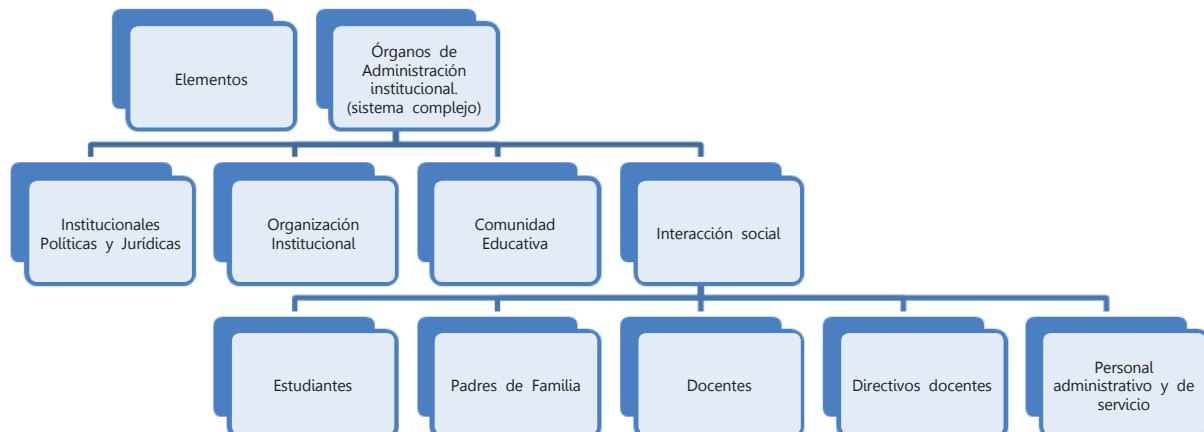 Elementos
Órganos de
Administración
institucional.
(sistema complejo)
Institucionales
Políticas y Jurídicas
Organización
Institucional
Comunidad
Educativa
Interacción social
Estudiantes
Padres de Familia
Docentes
Directivos docentes
Personal
administrativo y de
servicio